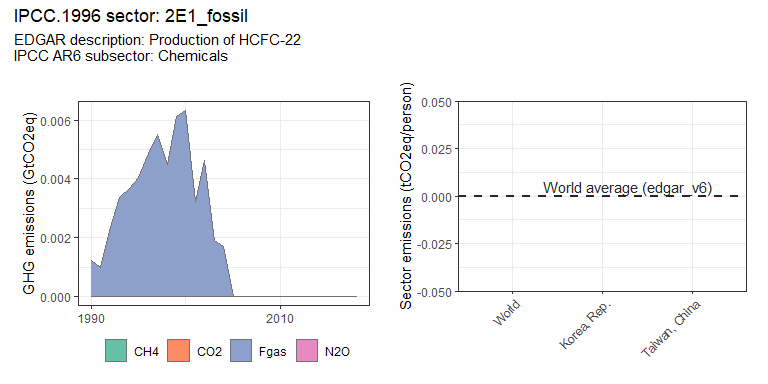 IPCC.1996 sector: 2E1_fossil
EDGAR description: Production of HCFC-22
IPCC AR6 subsector: Chemicals
GHG emissions (GtCO2eq)
0.006
0.004
0.002
0.000
1990
2010
CH4
CO2
Fgas
N2O
Sector emissions (tCO2eq/person)
0.050
0.025
0.000
-0.025
-0.050
World average (edgar_v6)
World
Korea, Rep.
Taiwan, China